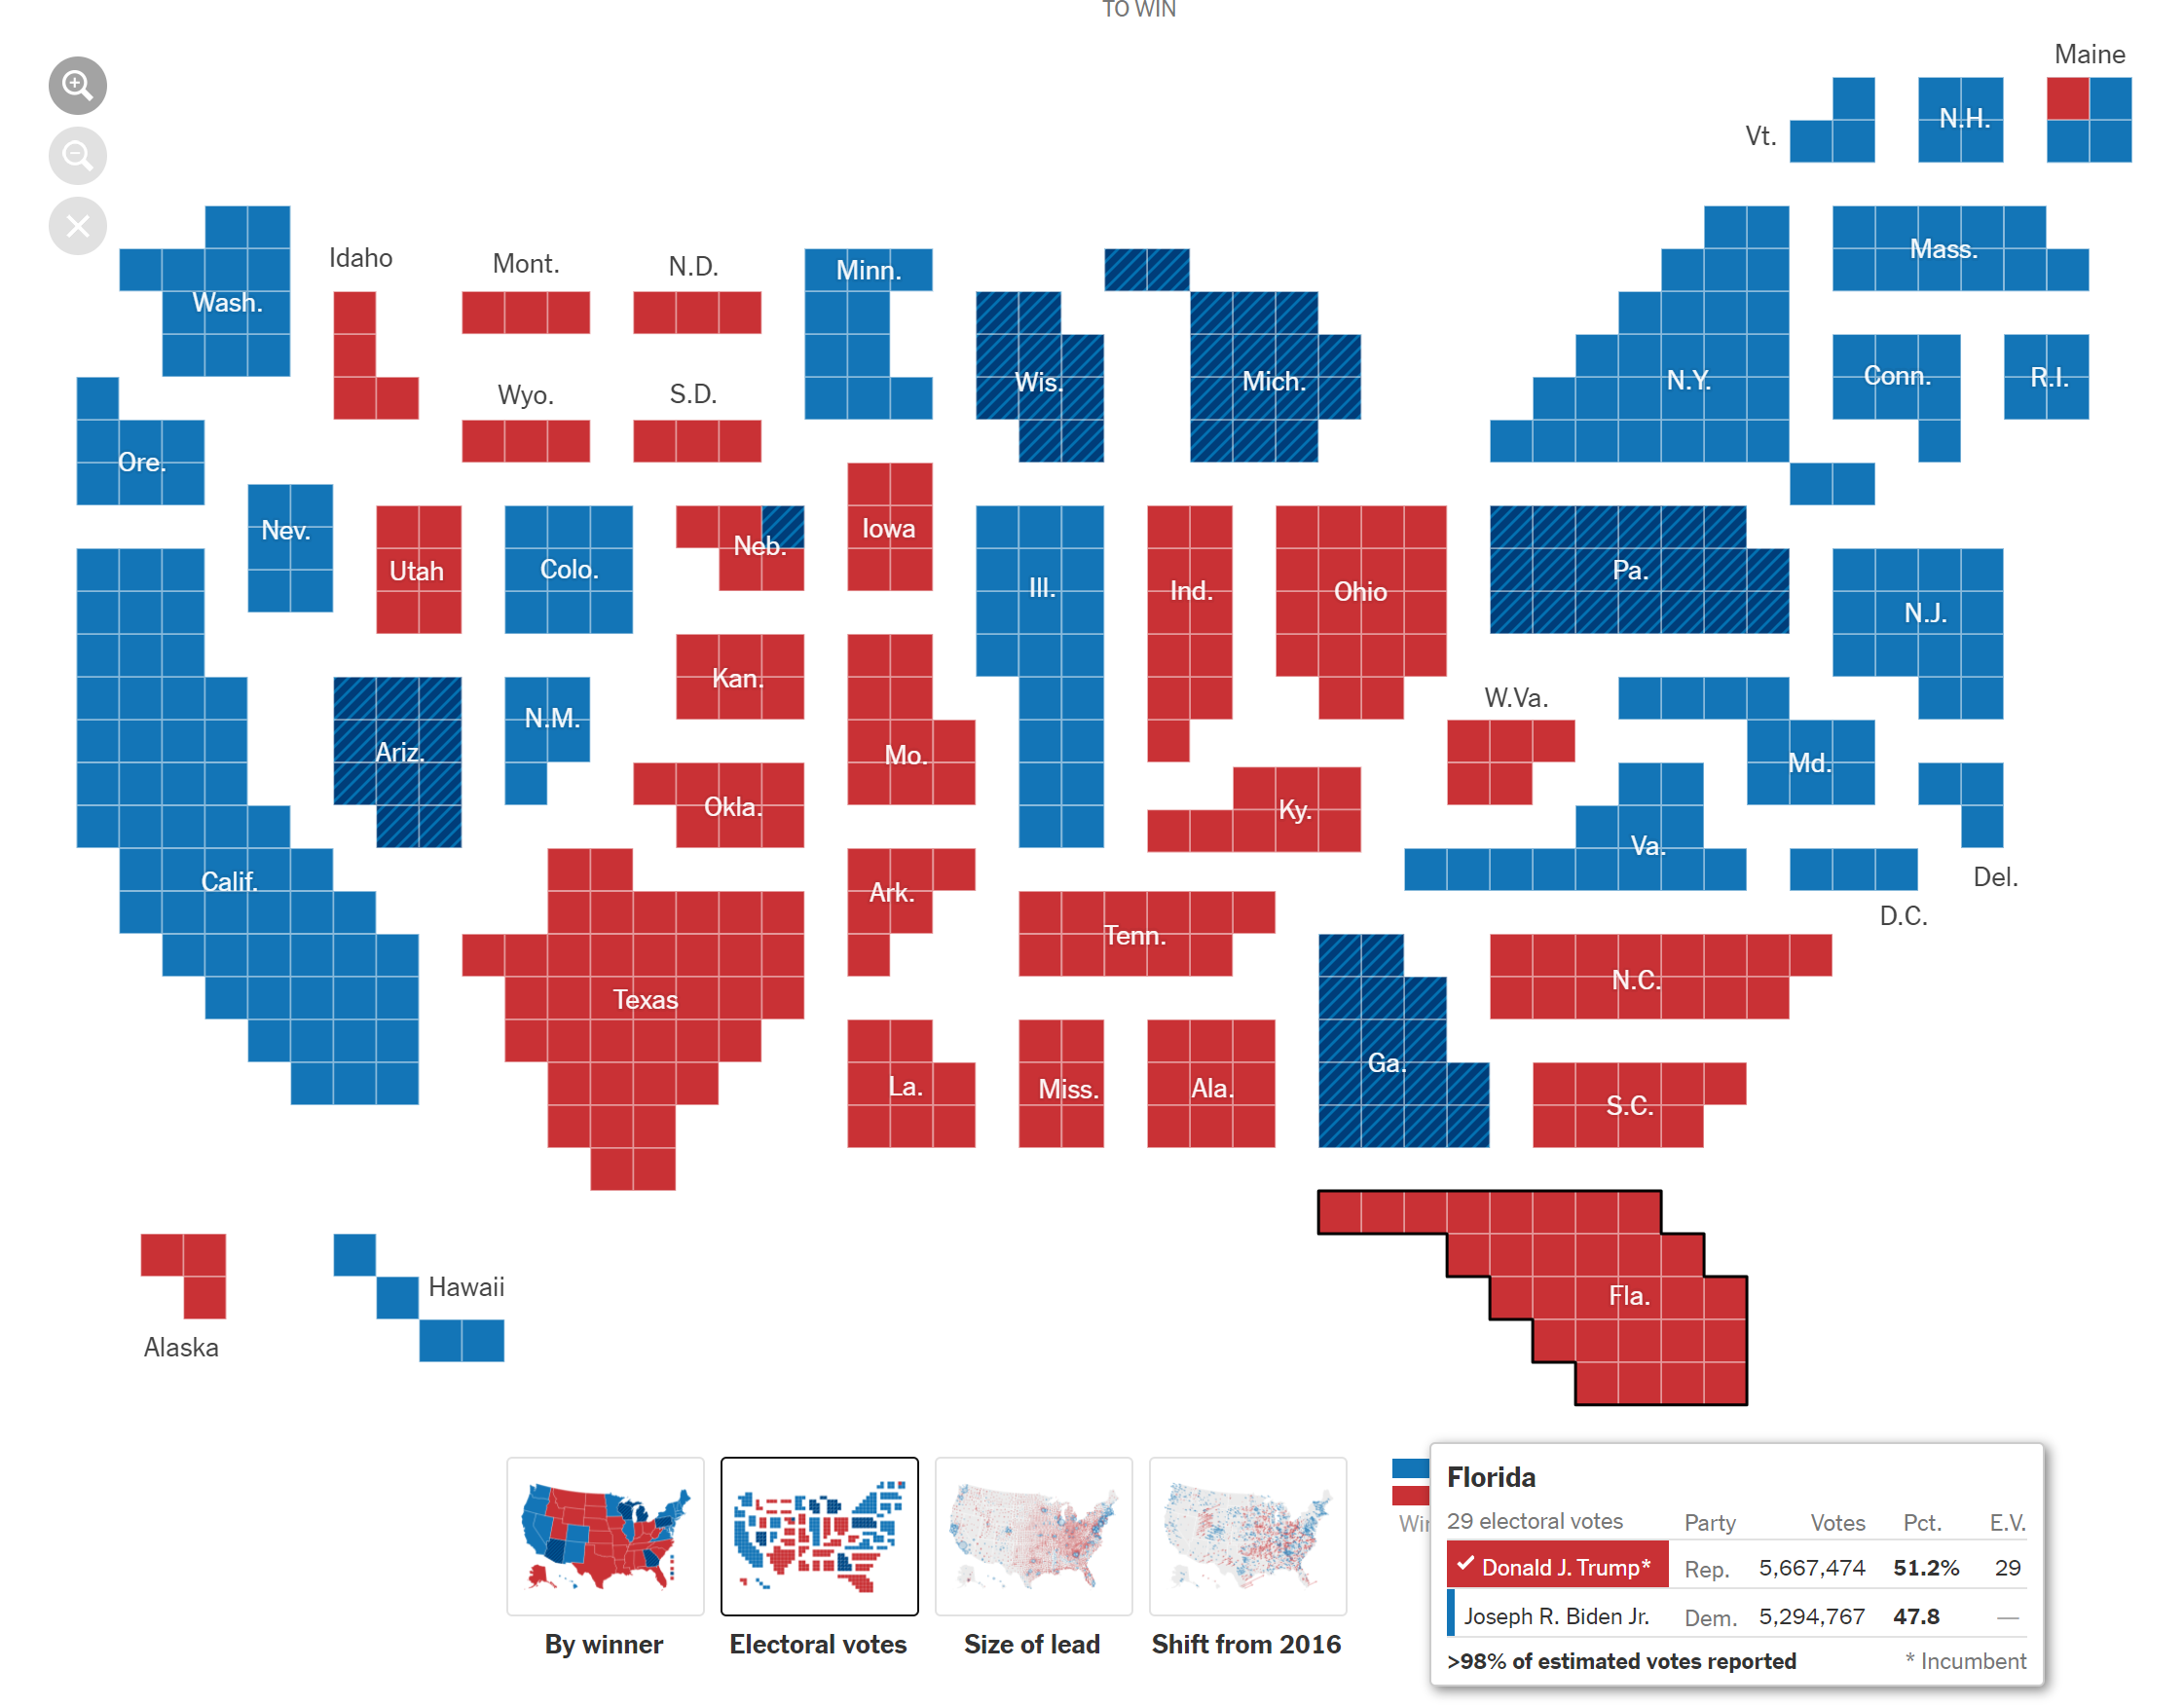 TO WIN
Maine
Vt.
N.H.
Wash.
Idaho
Mont.
N.D.
Minn.
Mass.
Wis.
Mich.
N.Y.
Conn.
R.I.
Wyo.
S.D.
Ore.
Nev.
Utah
Colo.
Neb.
Iowa
Ill.
Ind.
Ohio
Pa.
N.J.
Kan.
W.Va.
Ariz.
N.M.
Mo.
Md.
Okla.
Ky.
Va.
Calif.
Ark.
Del.
D.C.
Tenn.
Texas
N.C.
La.
Miss.
Ala.
Ga.
S.C.
Fla.
Hawaii
Alaska
By winner
Electoral votes
Size of lead
Shift from 2016
Florida
29 electoral votes Party Votes Pct. E.V.
Donald J. Trump* Rep. 5,667,474 51.2% 29
Joseph R. Biden Jr. Dem. 5,294,767 47.8 —
>98% of estimated votes reported * Incumbent